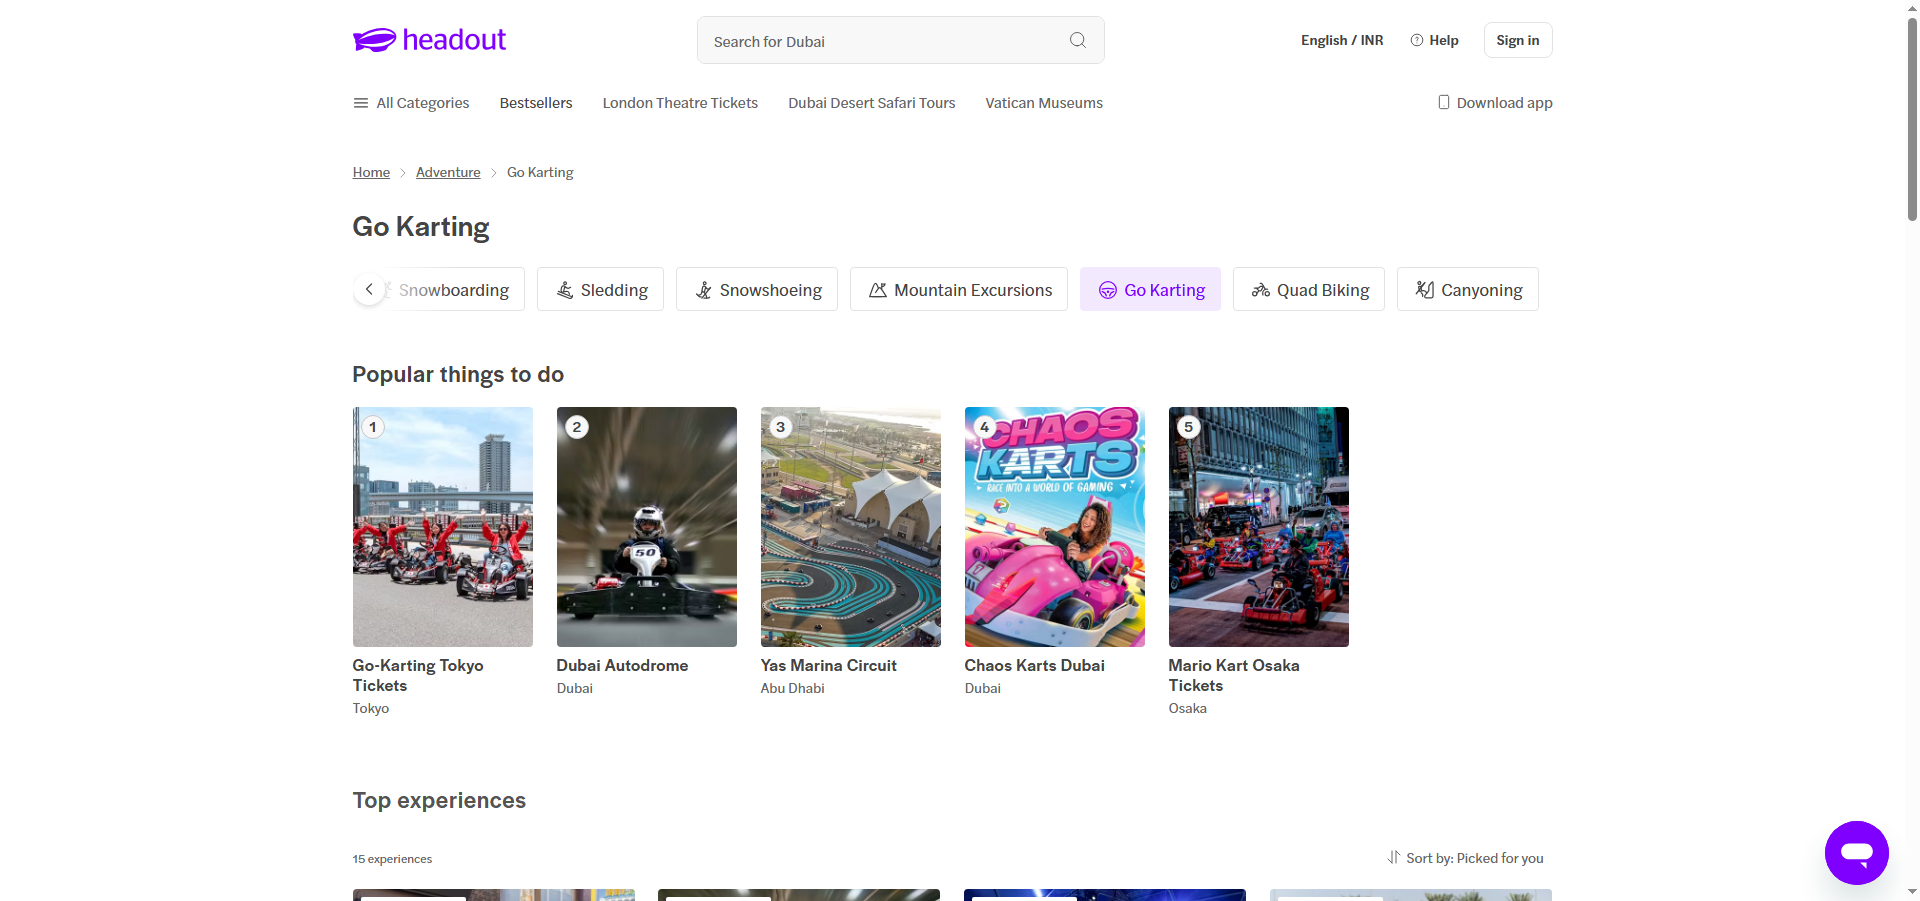 headout
Search for Dubai
English / INR
Help
Sign in
All Categories
Bestsellers
London Theatre Tickets
Dubai Desert Safari Tours
Vatican Museums
Download app
Home
Adventure
Go Karting
Go Karting
Snowboarding
Sledding
Snowshoeing
Mountain Excursions
Go Karting
Quad Biking
Canyoning
Popular things to do
1
2
50
3
4
CHAOS
KARTS
RACE INTO A WORLD OF GAMING
5
Go-Karting Tokyo
Tickets
Tokyo
Dubai Autodrome
Dubai
Yas Marina Circuit
Abu Dhabi
Chaos Karts Dubai
Dubai
Mario Kart Osaka
Tickets
Osaka
Top experiences
15 experiences
Sort by: Picked for you